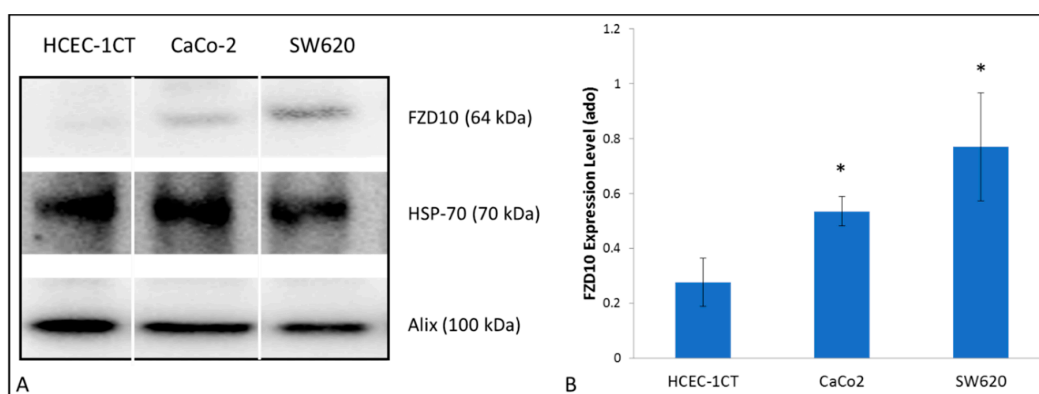 HCEC-1CT CaCo-2 SW620
FZD10 (64 kDa)
HSP-70 (70 kDa)
Alix (100 kDa)
A
FZD10 Expression Level (ado)
1.2
1
0.8
0.6
0.4
0.2
0
*
*
HCEC-1CT CaCo2 SW620
B